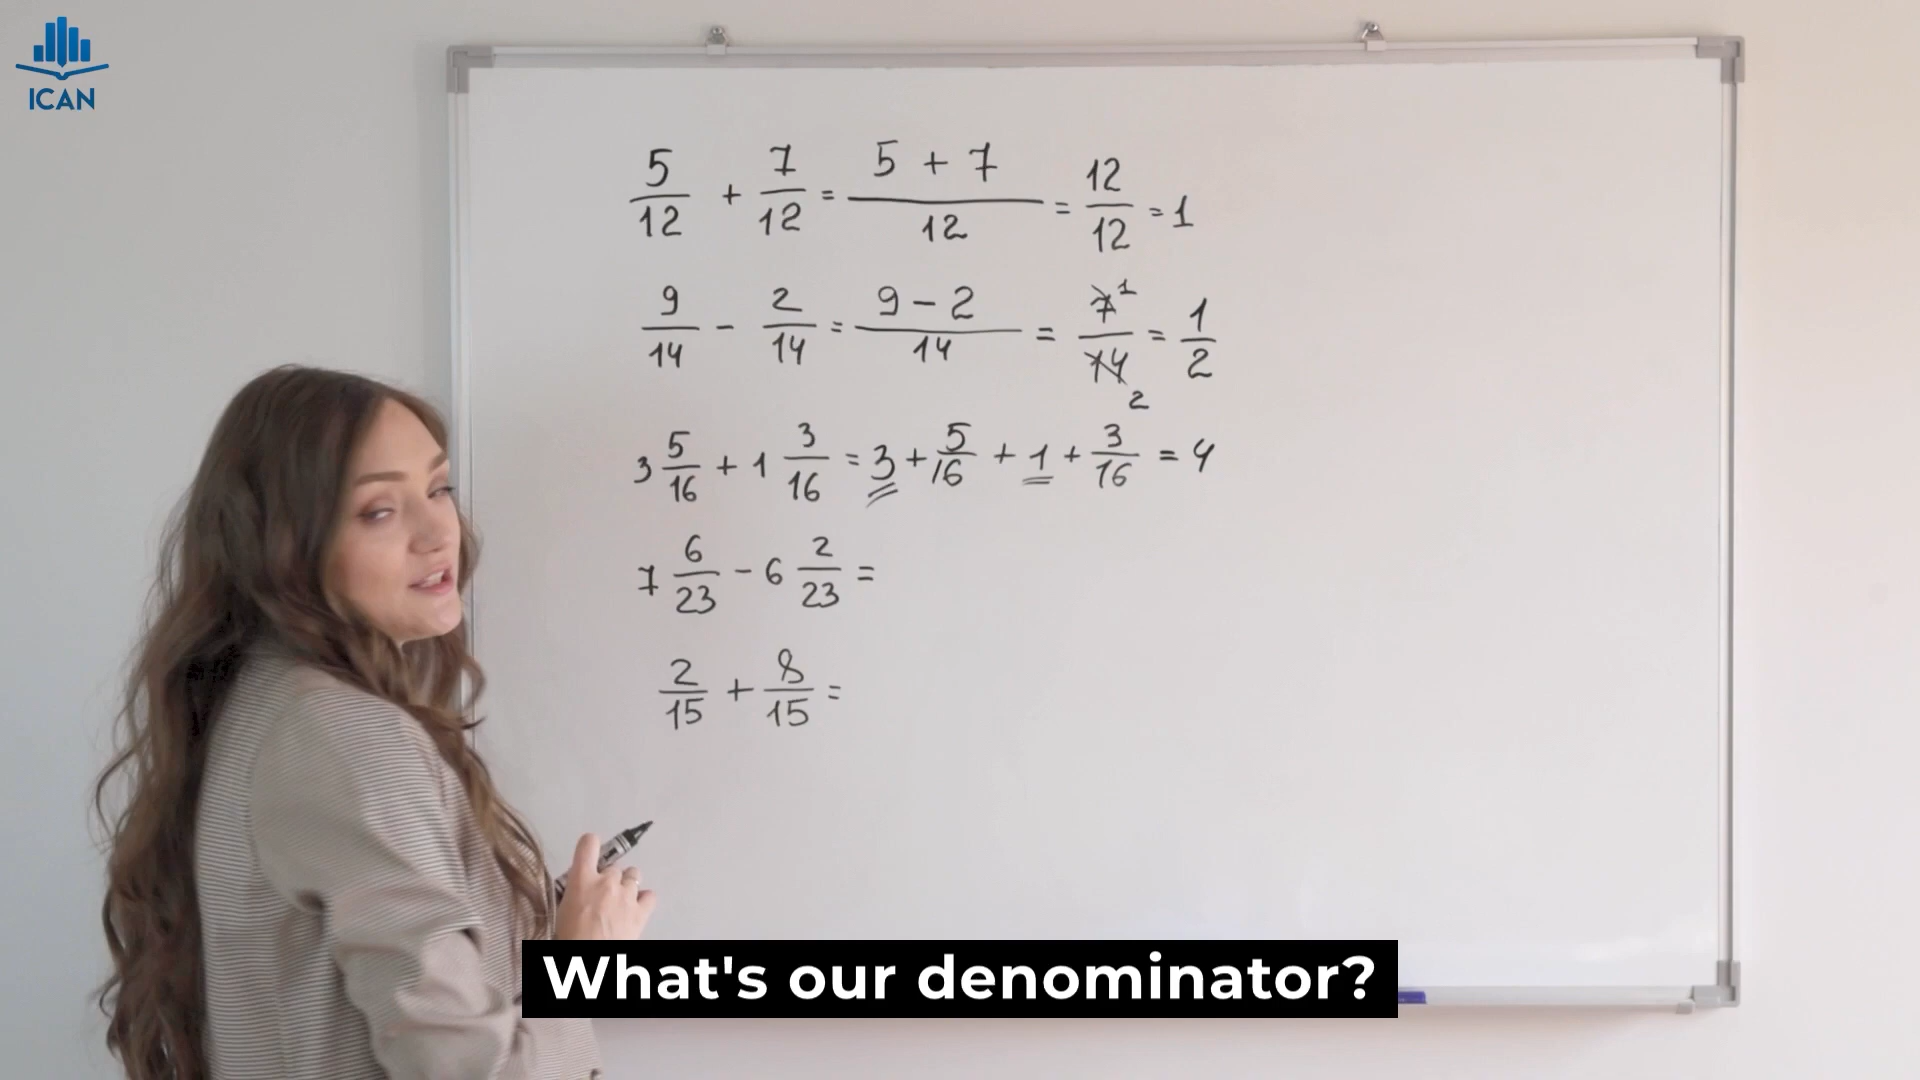 ICAN
5/12 + 7/12 = 5 + 7/12 = 12/12 = 1
9/14 - 2/14 = 9 - 2/14 = 7 1/14 2 = 1/2
3 5/16 + 1 3/16 = 3 + 5/16 + 1 + 3/16 = 4
7 6/23 - 6 2/23 =
2/15 + 8/15 =
What's our denominator?